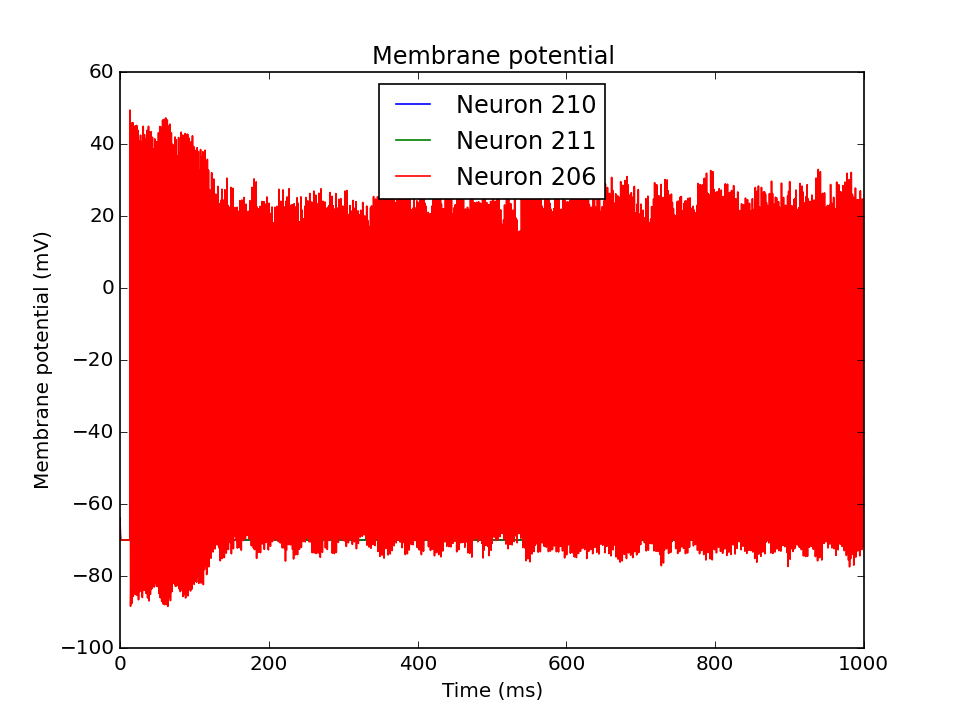 Membrane potential
60
40
20
0
−20
−40
−60
−80
−100
Membrane potential (mV)
Neuron 210
Neuron 211
Neuron 206
0 200 400 600 800 1000
Time (ms)